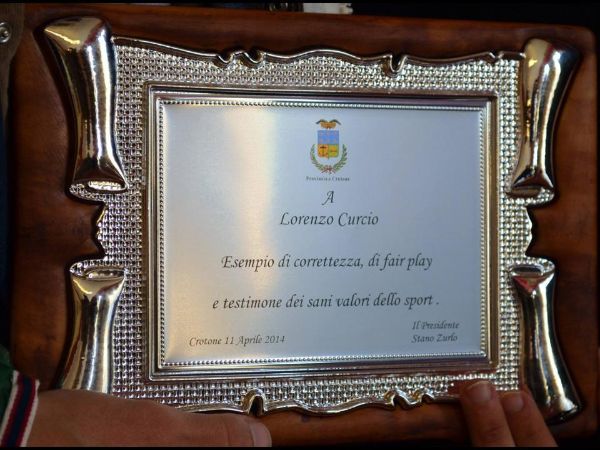 Provincia Crotone
A
Lorenzo Curcio
Esempio di correttezza, di fair play
e testimone dei sani valori dello sport .
Crotone 11 Aprile 2014
Il Presidente
Stano Zurlo